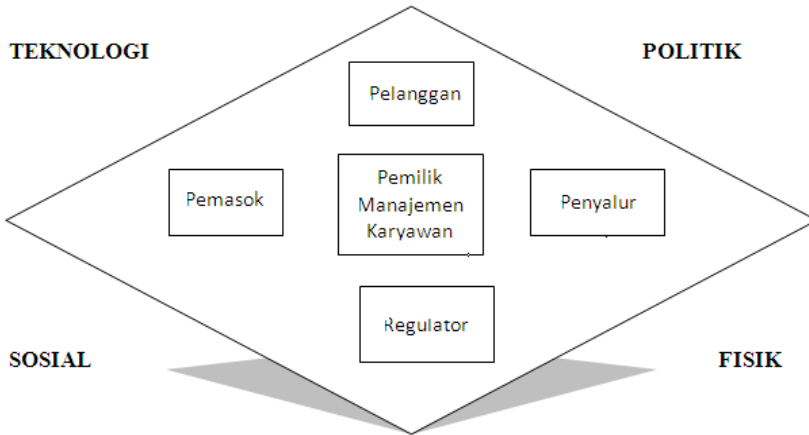 TEKNOLOGI
POLITIK
Pelanggan
Pemasok
Pemilik
Manajemen
Karyawan
Penyalur
Regulator
SOSIAL
FISIK